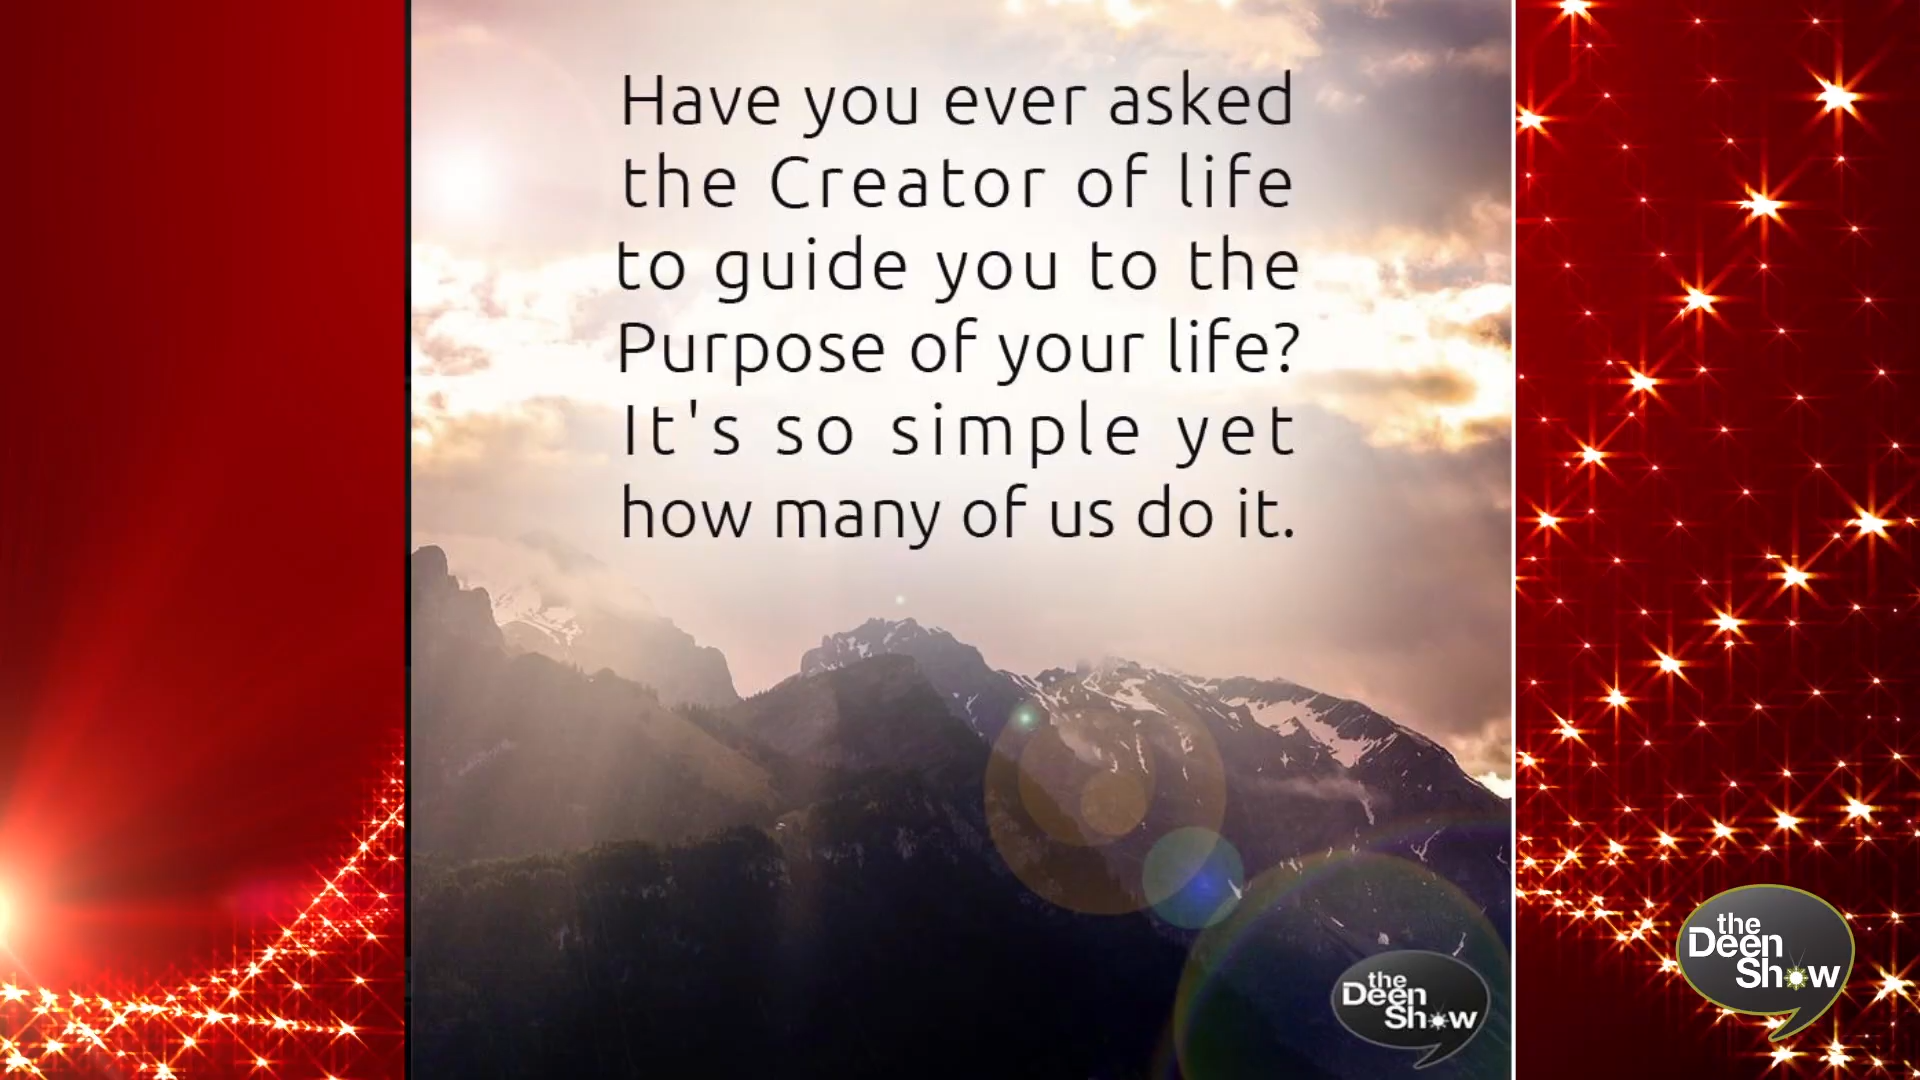 Have you ever asked
the Creator of life
to guide you to the
Purpose of your life?
It's so simple yet
how many of us do it.
the
Deen
Show
the
Deen
Show